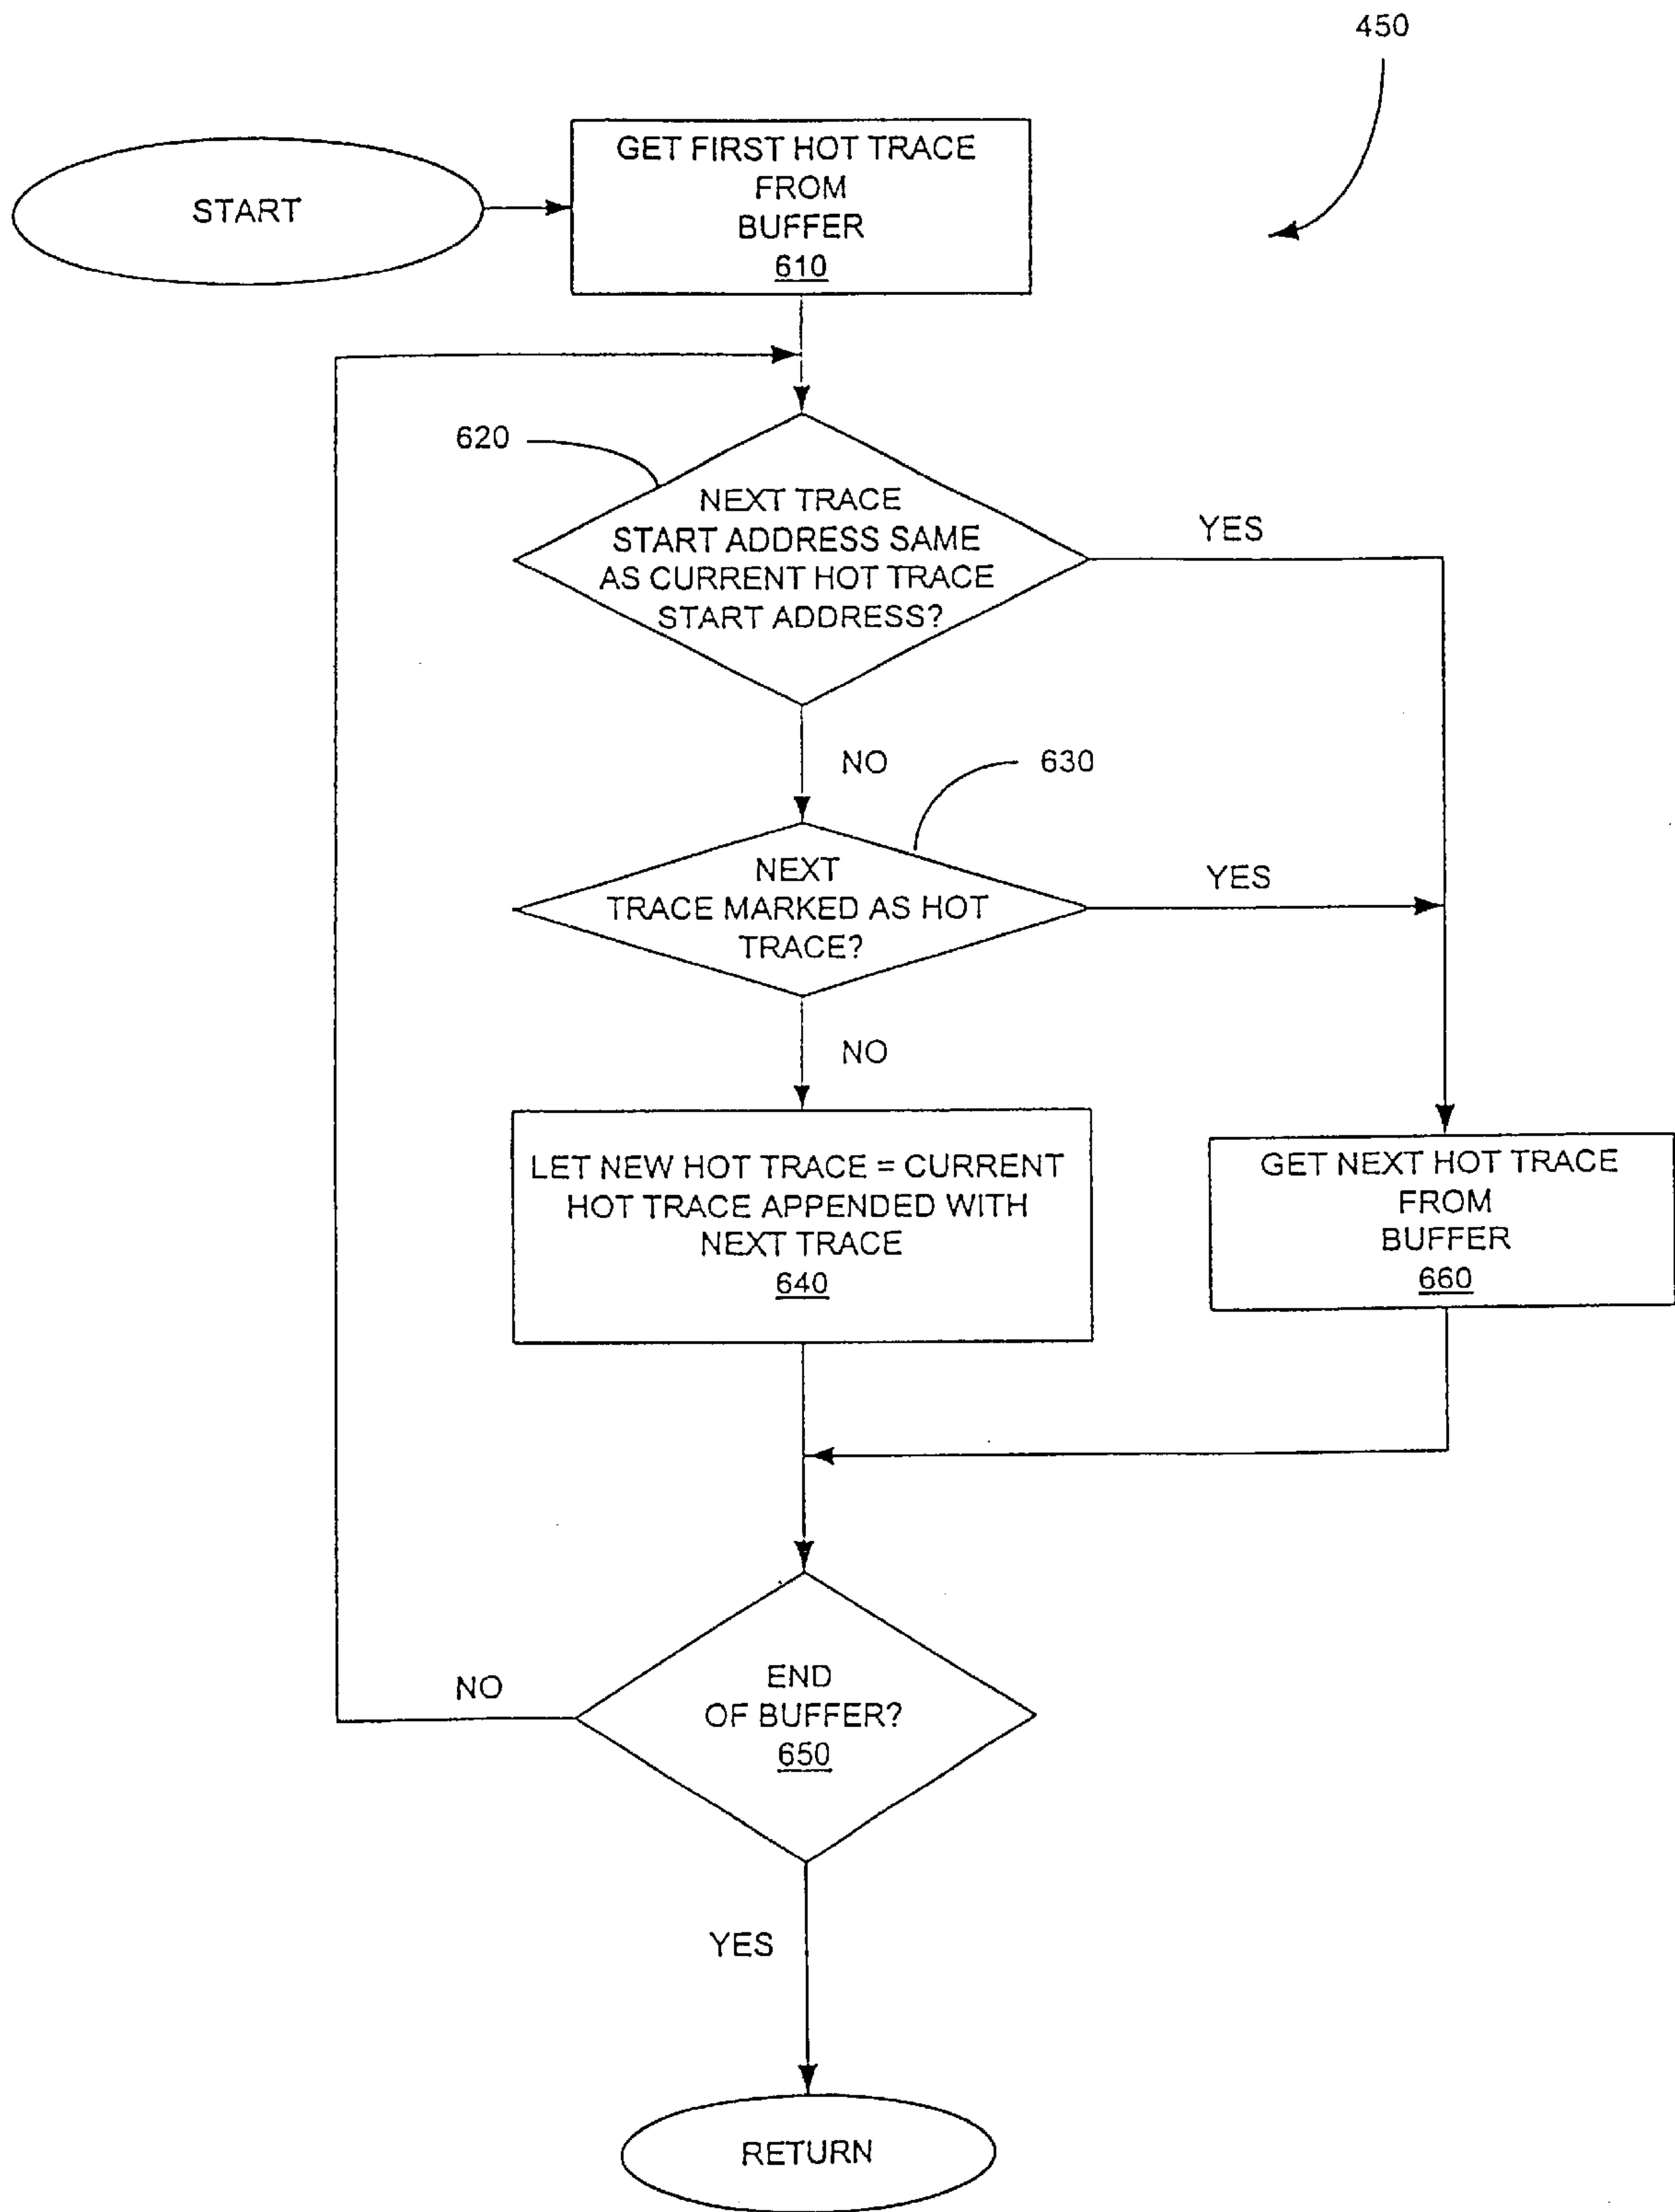 450
START
GET FIRST HOT TRACE
FROM
BUFFER
610
620
NEXT TRACE
START ADDRESS SAME
AS CURRENT HOT TRACE
START ADDRESS?
YES
NO
630
NEXT
TRACE MARKED AS HOT
TRACE?
YES
NO
LET NEW HOT TRACE = CURRENT
HOT TRACE APPENDED WITH
NEXT TRACE
640
GET NEXT HOT TRACE
FROM
BUFFER
660
NO
END
OF BUFFER?
650
YES
RETURN